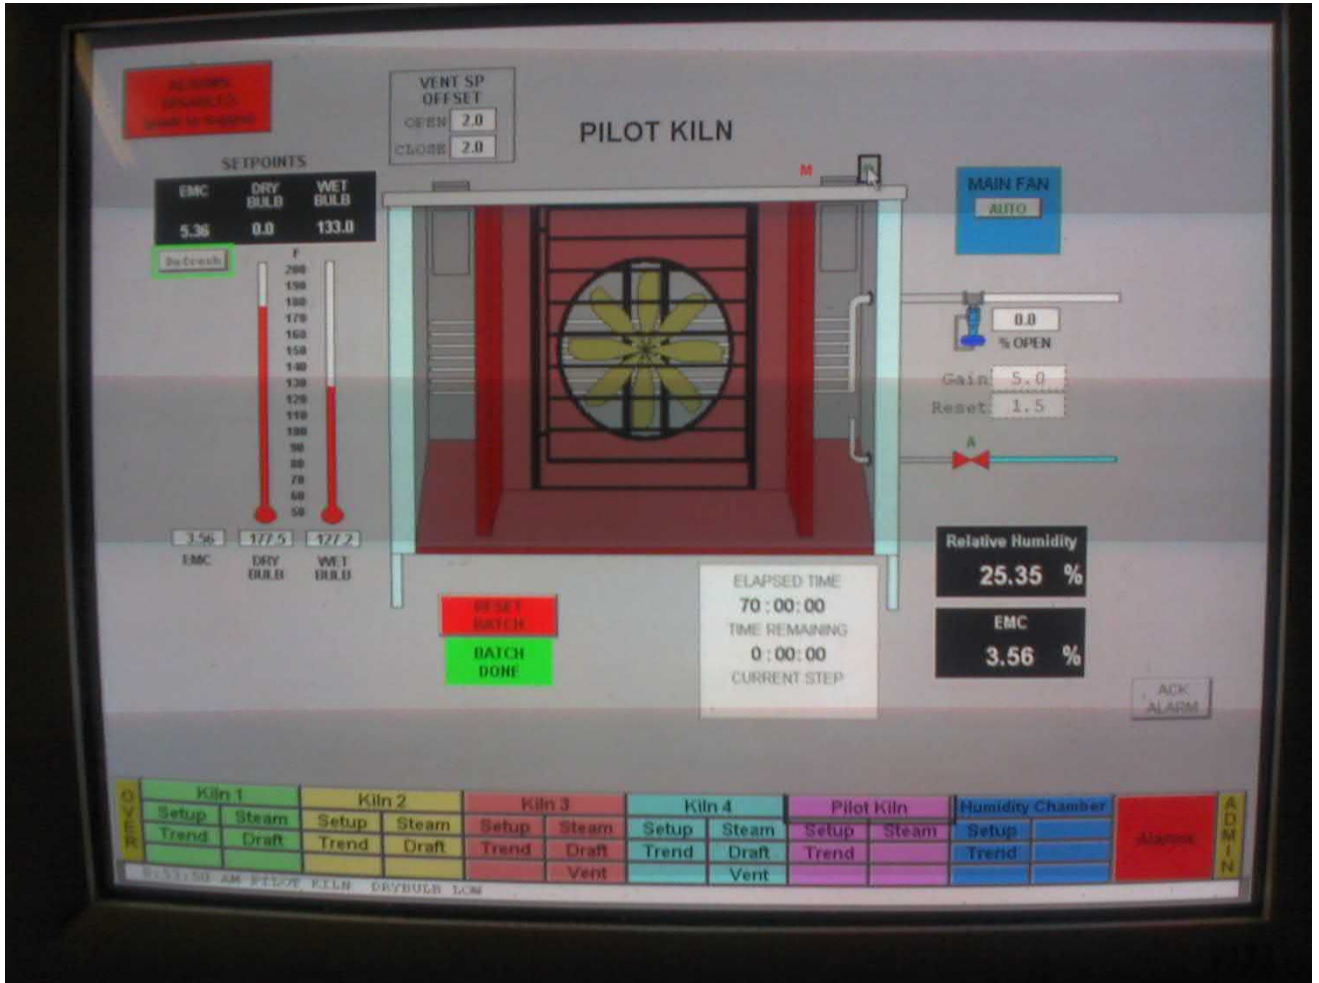 ALARMS
DISABLED
VENT SP
OFFSET
OPEN 2.0
CLOSE 2.0
PILOT KILN
SETPOINTS
EMC DRY BULB WET BULB
5.36 0.0 133.0
Refresh
F
200
190
180
170
160
150
140
130
120
110
100
90
80
70
60
50
3.56 177.5 127.2
EMC DRY BULB WET BULB
M
MAIN FAN
AUTO
0.0
% OPEN
Gain 5.0
Reset 1.5
A
Relative Humidity
25.35 %
EMC
3.56 %
RESET
BATCH
BATCH
DONE
ELAPSED TIME
70:00:00
TIME REMAINING
0:00:00
CURRENT STEP
ACK
ALARM
OVER
Kiln 1 Kiln 2 Kiln 3 Kiln 4 Pilot Kiln Humidity Chamber
Setup Steam Setup Steam Setup Steam Setup Steam Setup Steam Setup
Trend Draft Trend Draft Trend Draft Trend Draft Trend Trend
Vent Vent
Alarms
ADMIN
8:53:50 AM PILOT KILN DRYBULB LOW